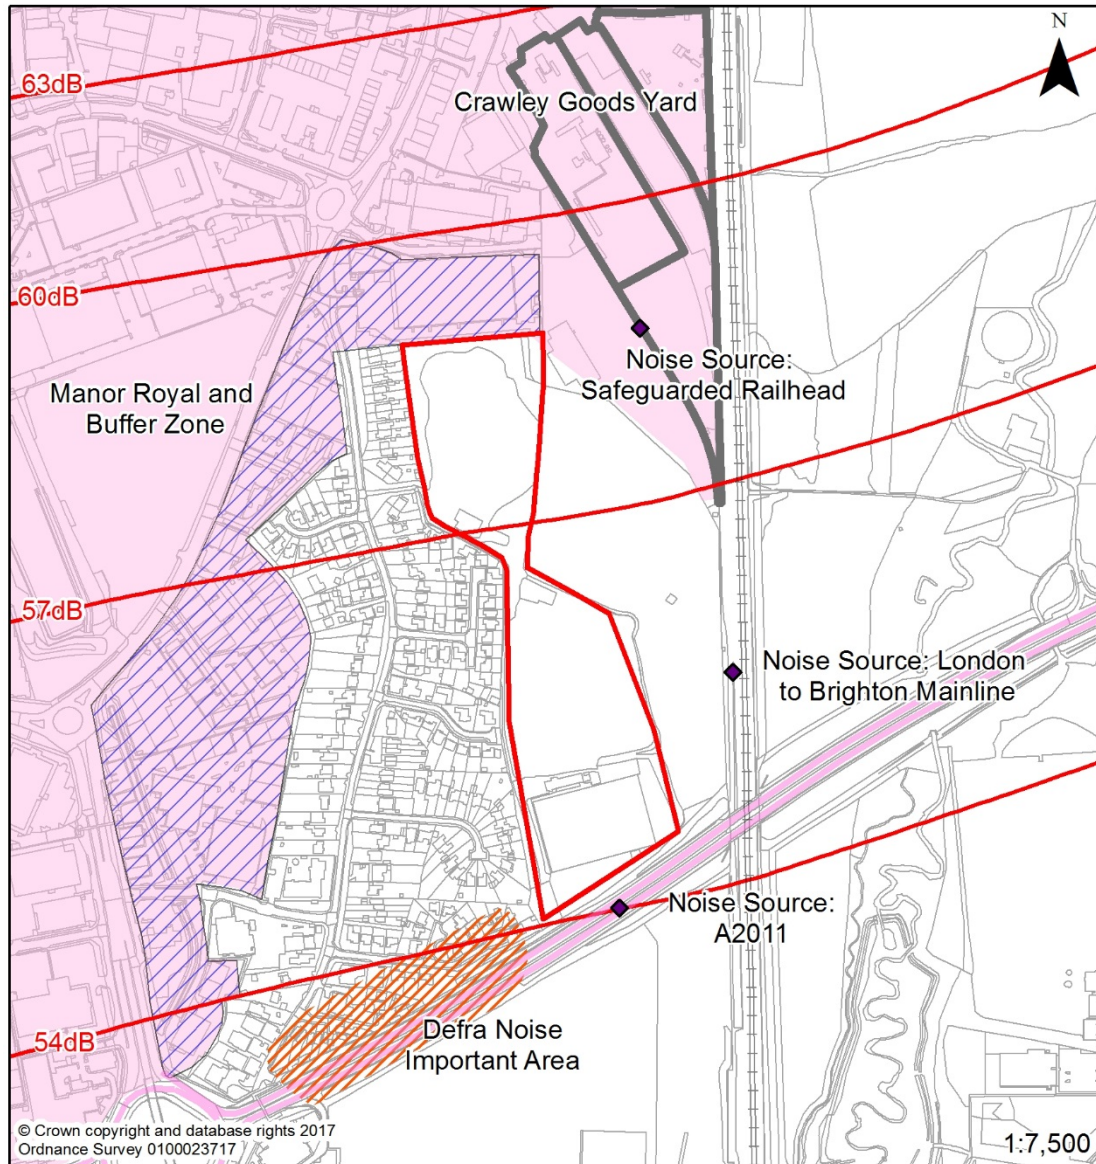 N
63dB
Crawley Goods Yard
60dB
Noise Source:
Safeguarded Railhead
Manor Royal and
Buffer Zone
57dB
Noise Source: London
to Brighton Mainline
Noise Source:
A2011
54dB
Defra Noise
Important Area
© Crown copyright and database rights 2017
Ordnance Survey 0100023717
1:7,500